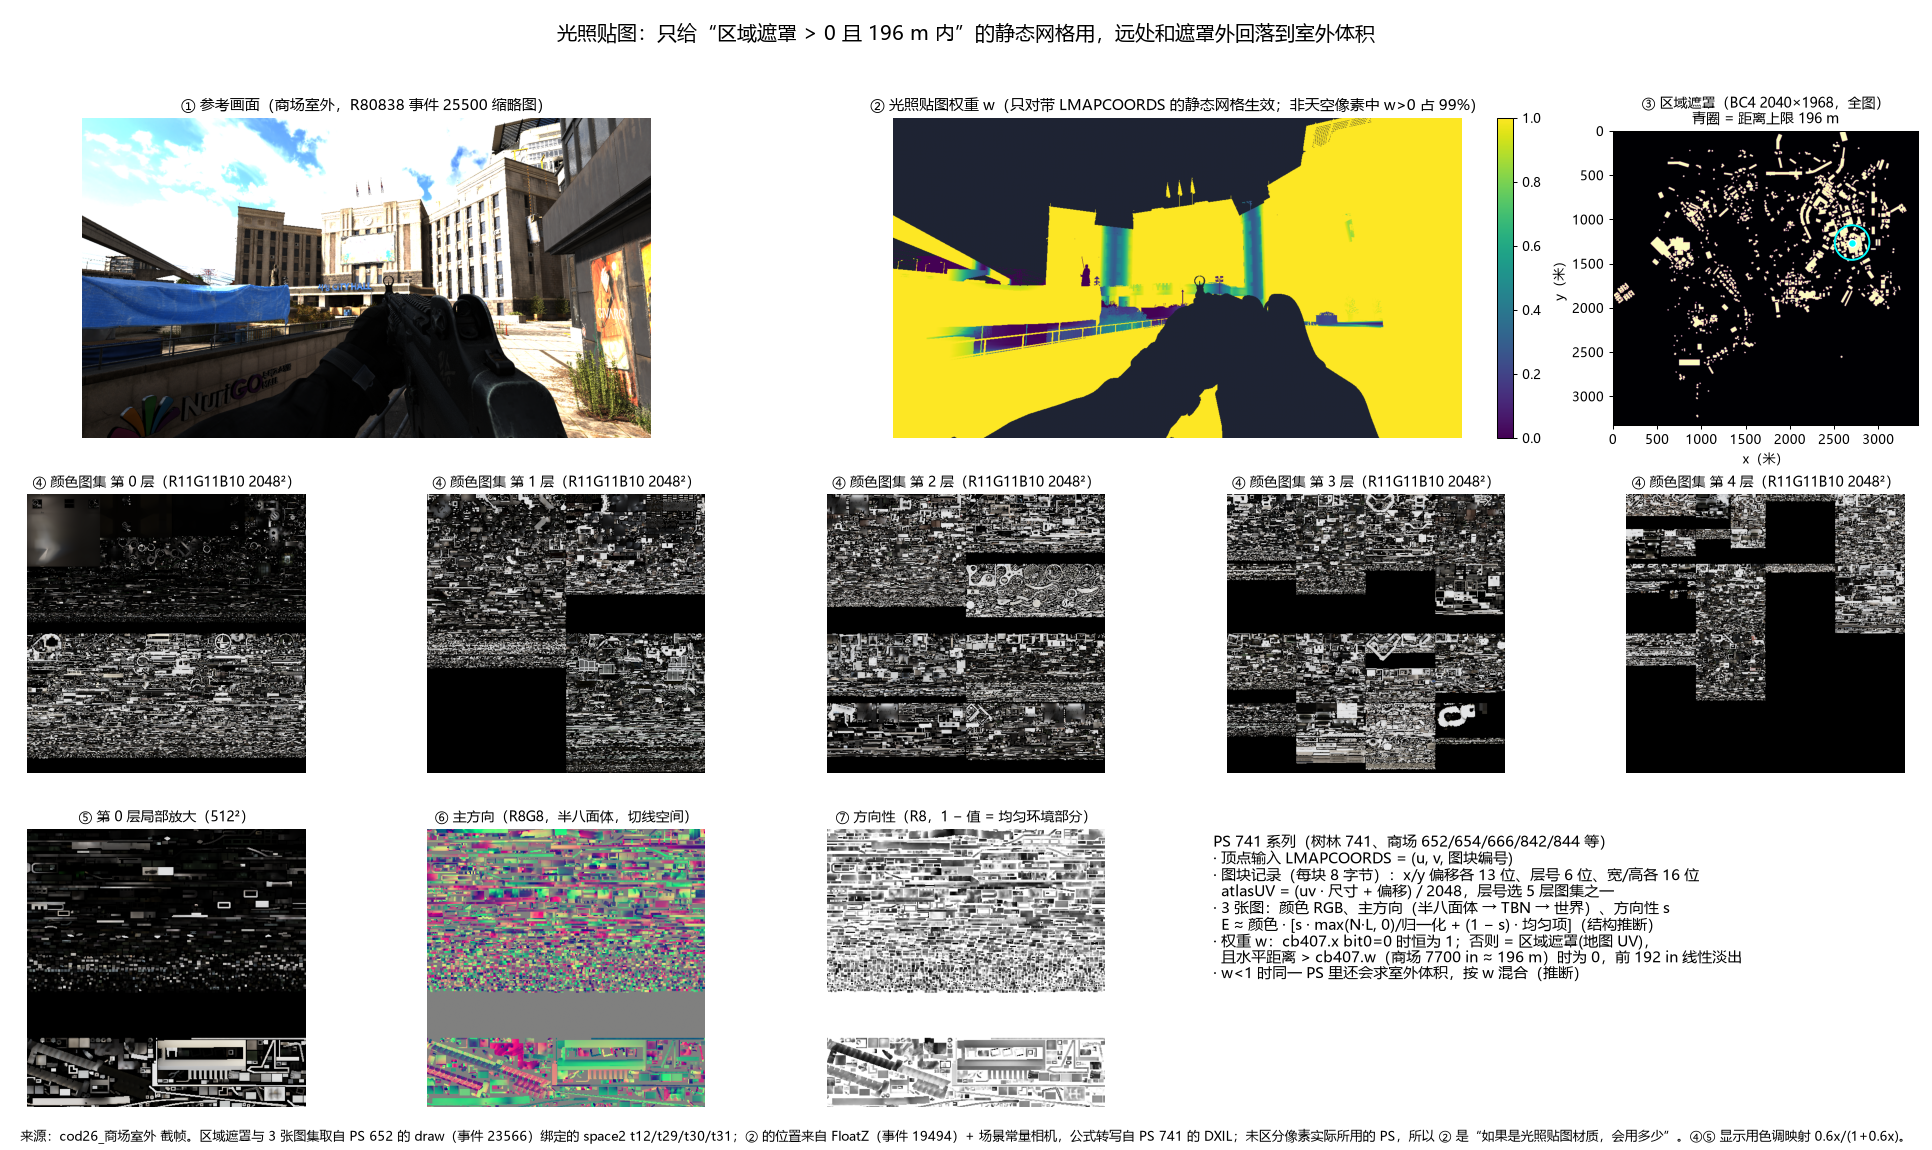 光照贴图：只给“区域遮罩 > 0 且 196 m 内”的静态网格用，远处和遮罩外回落到室外体积
① 参考画面（商场室外，R80838 事件 25500 缩略图）
② 光照贴图权重 w（只对带 LMAPCOORDS 的静态网格生效；非天空像素中 w>0 占 99%）
③ 区域遮罩（BC4 2040×1968，全图）
青圈 = 距离上限 196 m
CITY HALL
NutiGO
1.0
0.8
0.6
0.4
0.2
0.0
0
500
1000
1500
2000
2500
3000
y（米）
0 500 1000 1500 2000 2500 3000
x（米）
④ 颜色图集 第 0 层（R11G11B10 2048²）
④ 颜色图集 第 1 层（R11G11B10 2048²）
④ 颜色图集 第 2 层（R11G11B10 2048²）
④ 颜色图集 第 3 层（R11G11B10 2048²）
④ 颜色图集 第 4 层（R11G11B10 2048²）
⑤ 第 0 层局部放大（512²）
⑥ 主方向（R8G8，半八面体，切线空间）
⑦ 方向性（R8，1 − 值 = 均匀环境部分）
PS 741 系列（树林 741、商场 652/654/666/842/844 等）
· 顶点输入 LMAPCOORDS = (u, v, 图块编号)
· 图块记录（每块 8 字节）: x/y 偏移各 13 位、层号 6 位、宽/高各 16 位
atlasUV = (uv · 尺寸 + 偏移) / 2048，层号选 5 层图集之一
· 3 张图：颜色 RGB、主方向（半八面体 → TBN → 世界）、方向性 s
E ≈ 颜色 · [s · max(N·L, 0)/归一化 + (1 − s) · 均匀项]（结构推断）
· 权重 w：cb407.x bit0=0 时恒为 1；否则 = 区域遮罩(地图 UV)，
且水平距离 > cb407.w（商场 7700 in ≈ 196 m）时为 0，前 192 in 线性淡出
· w<1 时同一 PS 里还会求室外体积，按 w 混合（推断）
来源：cod26_商场室外 截帧。区域遮罩与 3 张图集取自 PS 652 的 draw（事件 23566）绑定的 space2 t12/t29/t30/t31；② 的位置来自 FloatZ（事件 19494）+ 场景常量相机，公式转写自 PS 741 的 DXIL；未区分像素实际所用的 PS，所以 ② 是“如果是光照贴图材质，会用多少”。④⑤ 显示用色调映射 0.6x/(1+0.6x)。